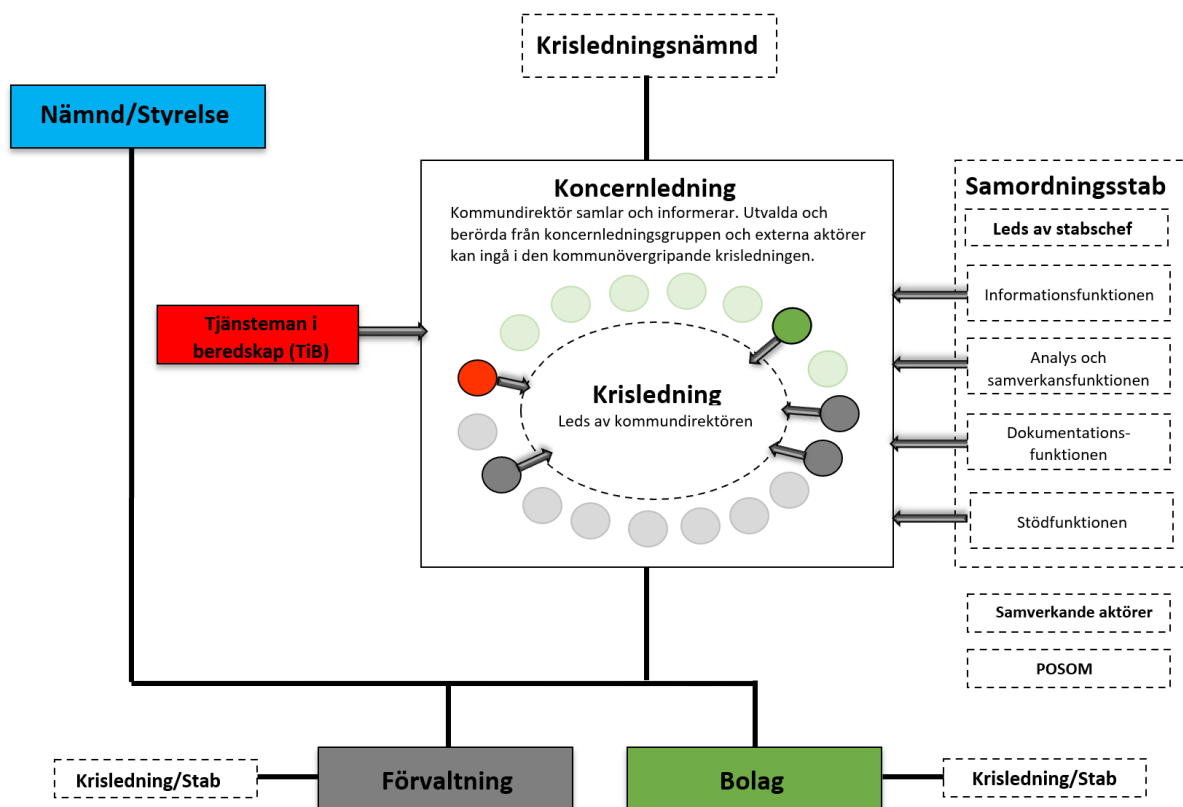 Krisledningsnämnd
Nämnd/Styrelse
Koncernledning
Kommundirektör samlar och informerar. Utvalda och
berörda från koncernledningsgruppen och externa aktörer
kan ingå i den kommunövergripande krisledningen.
Samordningsstab
Leds av stabschef
Informationsfunktionen
Analys och
samverkansfunktionen
Dokumentations-
funktionen
Stödfunktionen
Tjänsteman i
beredskap (TiB)
Krisledning
Leds av kommundirektören
Samverkande aktörer
POSOM
Krisledning/Stab
Förvaltning
Bolag
Krisledning/Stab